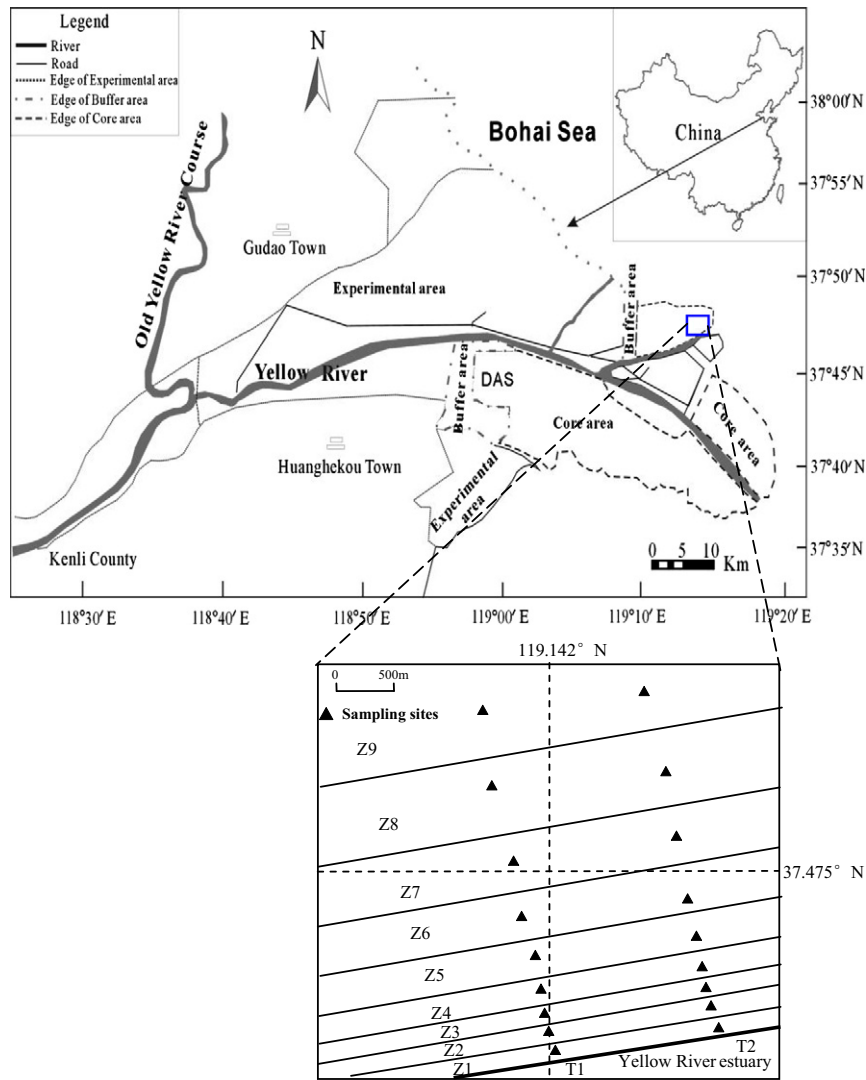 Legend
River
Road
Edge of Experimental area
Edge of Buffer area
Edge of Core area
N
Bohai Sea
China
38°00′N
37°55′N
37°50′N
37°45′N
37°40′N
37°35′N
Old Yellow River Course
Gudao Town
Experimental area
Buffer area
Yellow River
Buffer area
DAS
Core area
Core area
Huanghekou Town
Experimental
area
Kenli County
0 5 10 Km
118°30′ E
118°40′ E
118°50′ E
119°00′ E
119°10′ E
119°20′ E
119.142° N
0 500m
Sampling sites
Z9
Z8
37.475° N
Z7
Z6
Z5
Z4
Z3
Z2
Z1
T1
T2
Yellow River estuary